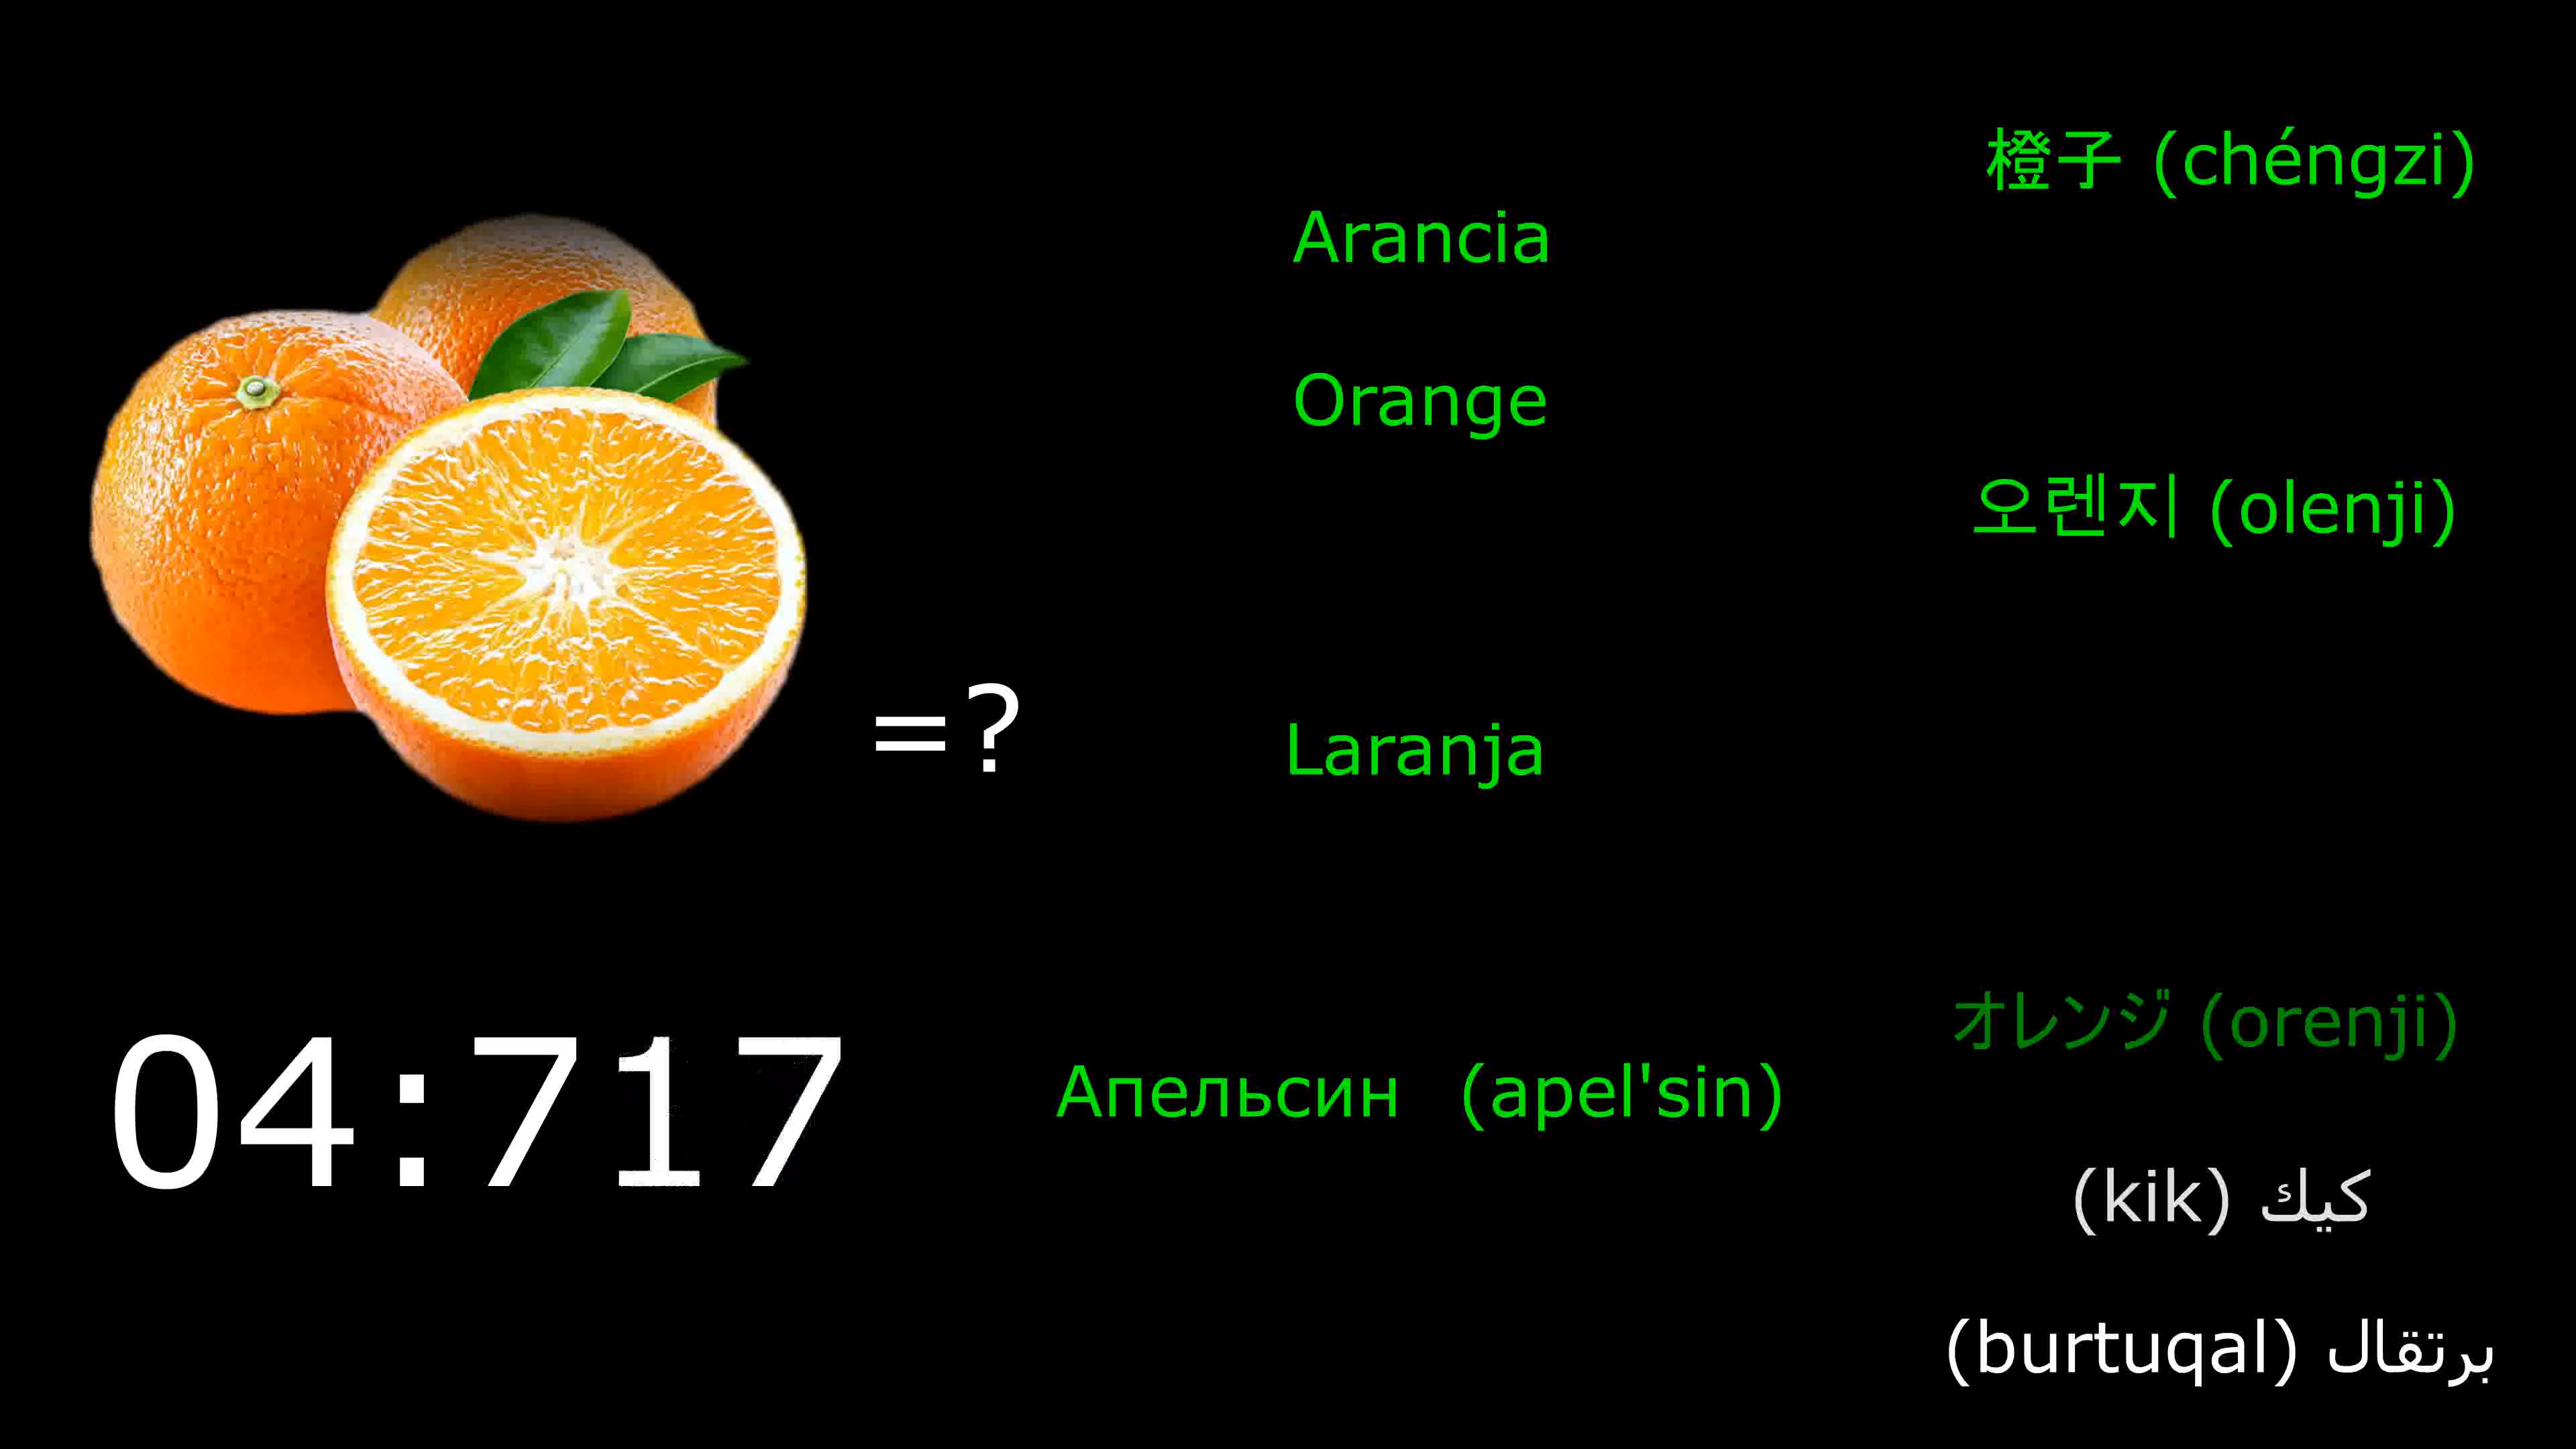 橙子 (chéngzi)
Arancia
Orange
오렌지 (olenji)
=?
Laranja
オレンジ (orenji)
04:717
Апельсин (apel'sin)
(kik) كيك
(burtuqal) برتقال